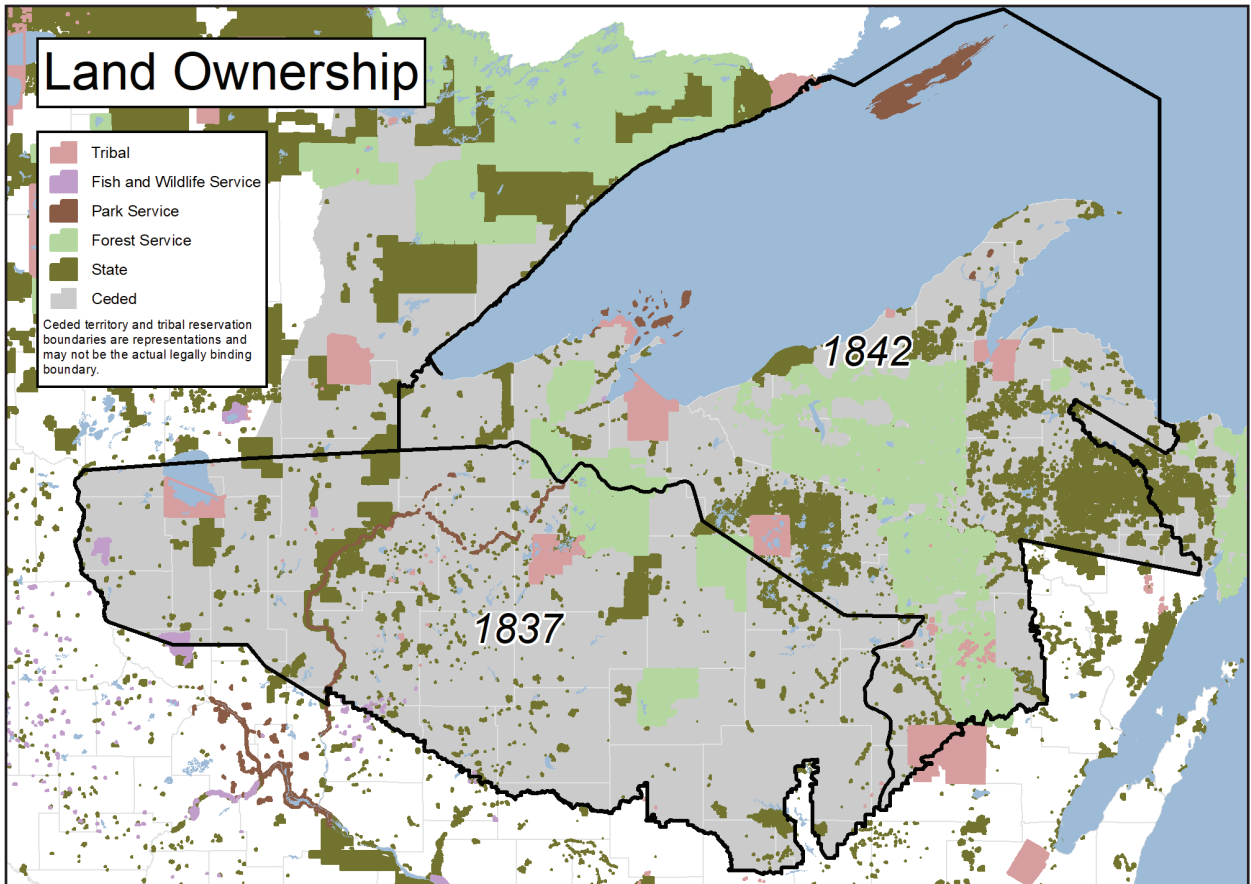 Land Ownership
Tribal
Fish and Wildlife Service
Park Service
Forest Service
State
Ceded
Ceded territory and tribal reservation
boundaries are representations and
may not be the actual legally binding
boundary.
1842
1837